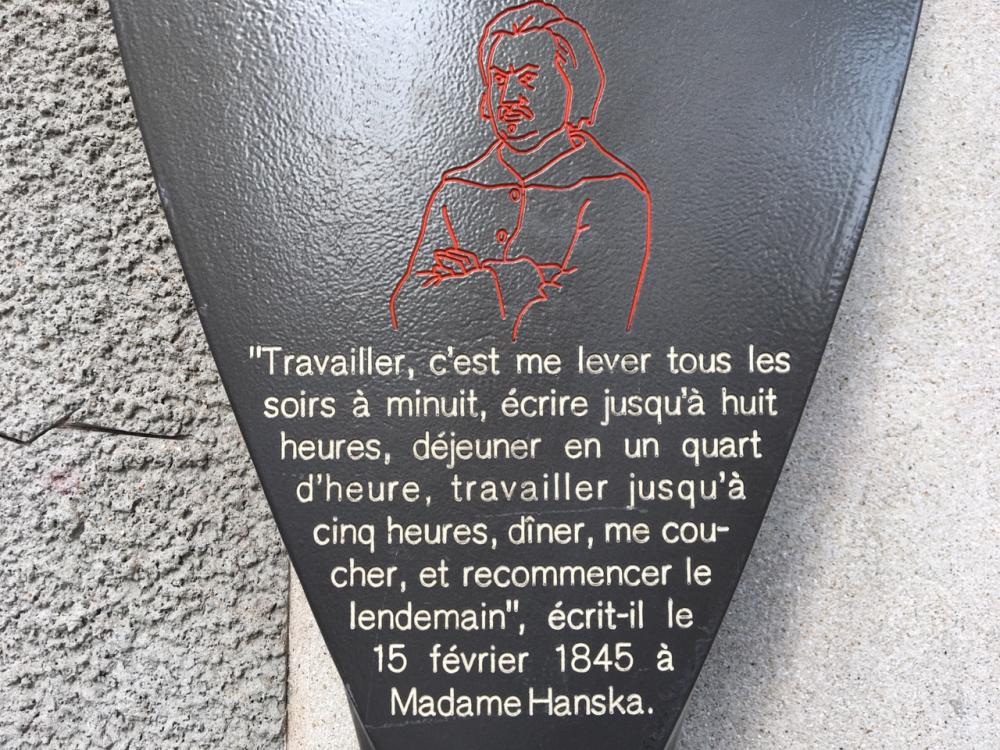 "Travailler, c'est me lever tous les
soirs à minuit, écrire jusqu'à huit
heures, déjeuner en un quart
d'heure, travailler jusqu'à
cinq heures, dîner, me cou-
cher, et recommencer le
lendemain", écrit-il le
15 février 1845 à
Madame Hanska.